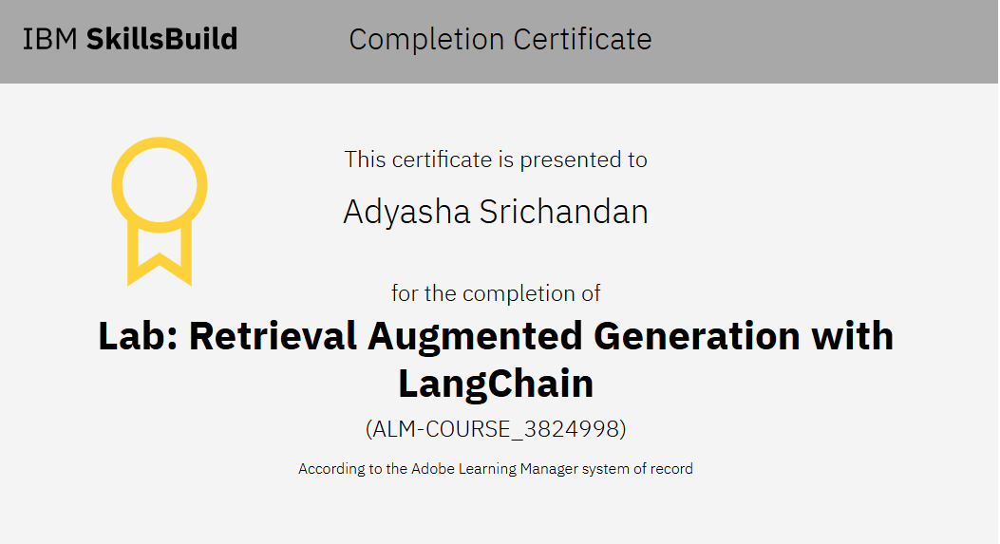 IBM SkillsBuild
Completion Certificate
This certificate is presented to
Adyasha Srichandan
for the completion of
Lab: Retrieval Augmented Generation with
LangChain
(ALM-COURSE_3824998)
According to the Adobe Learning Manager system of record